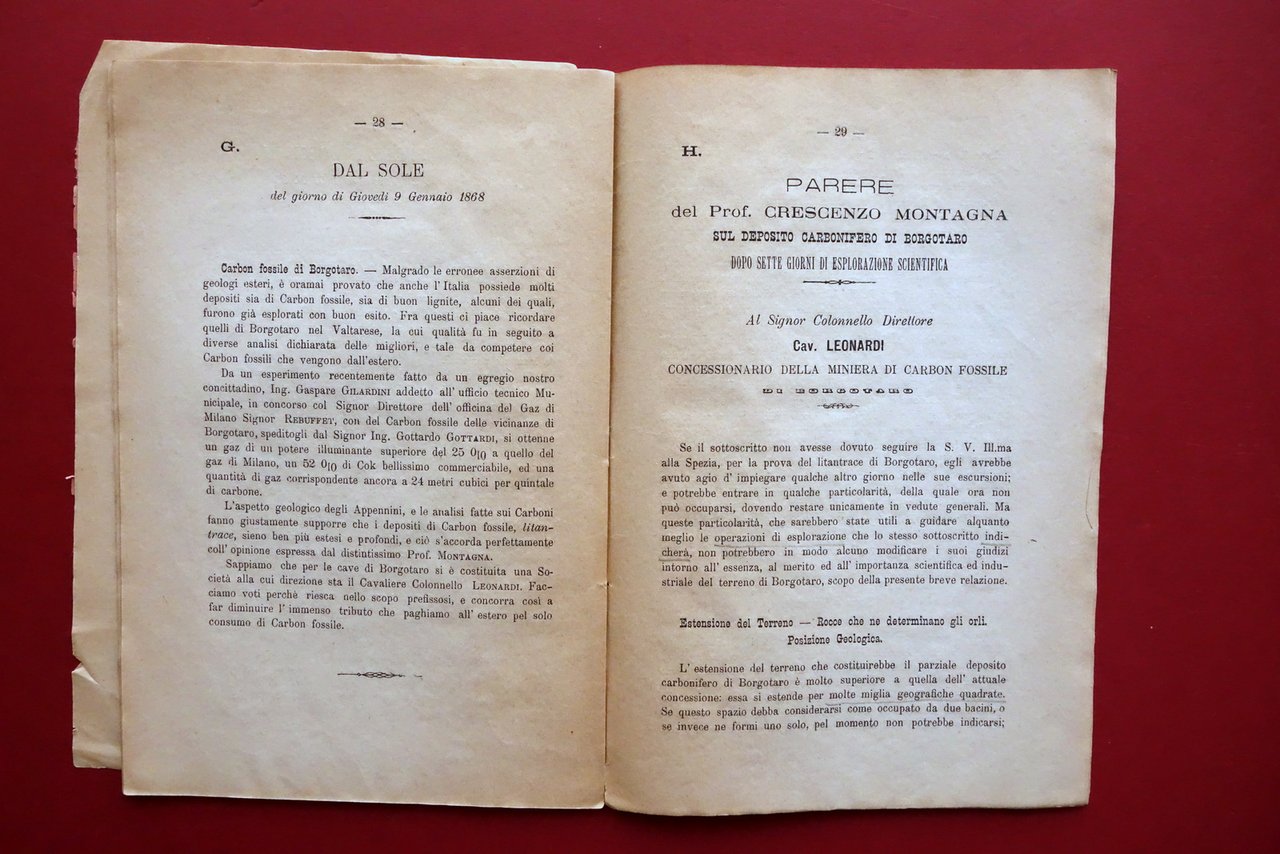 — 28 —
G.
DAL SOLE
del giorno di Giovedì 9 Gennaio 1868
Carbon fossile di Borgotaro. — Malgrado le erronee asserzioni di
geologi esteri, è oramai provato che anche l'Italia possiede molti
depositi sia di Carbon fossile, sia di buon lignite, alcuni dei quali,
furono già esplorati con buon esito. Fra questi ci piace ricordare
quelli di Borgotaro nel Valtarese, la cui qualità fu in seguito a
diverse analisi dichiarata delle migliori, e tale da competere coi
Carbon fossili che vengono dall'estero.
Da un esperimento recentemente fatto da un egregio nostro
concittadino, Ing. Gaspare GILARDINI addetto all'ufficio tecnico Mu-
nicipale, in concorso col Signor Direttore dell'officina del Gaz di
Milano Signor REBUFFET, con del Carbon fossile delle vicinanze di
Borgotaro, speditogli dal Signor Ing. Gottardo GOTTARDI, si ottenne
un gaz di un potere illuminante superiore del 25 0|0 a quello del
gaz di Milano, un 52 0|0 di Cok bellissimo commerciabile, ed una
quantità di gaz corrispondente ancora a 24 metri cubici per quintale
di carbone.
L'aspetto geologico degli Appennini, e le analisi fatte sui Carboni
fanno giustamente supporre che i depositi di Carbon fossile, litan-
trace, sieno ben più estesi e profondi, e ciò s'accorda perfettamente
coll'opinione espressa dal distintissimo Prof. MONTAGNA.
Sappiamo che per le cave di Borgotaro si è costituita una So-
cietà alla cui direzione sta il Cavaliere Colonnello LEONARDI. Fac-
ciamo voti perchè riesca nello scopo prefissosi, e concorra così a
far diminuire l'immenso tributo che paghiamo all'estero pel solo
consumo di Carbon fossile.
— 29 —
H.
PARERE
del Prof. CRESCENZO MONTAGNA
SUL DEPOSITO CARBONIFERO DI BORGOTARO
DOPO SETTE GIORNI DI ESPLORAZIONE SCIENTIFICA
Al Signor Colonnello Direttore
Cav. LEONARDI
CONCESSIONARIO DELLA MINIERA DI CARBON FOSSILE
DI BORGOTARO
Se il sottoscritto non avesse dovuto seguire la S. V. Ill.ma
alla Spezia, per la prova del litantrace di Borgotaro, egli avrebbe
avuto agio d'impiegare qualche altro giorno nelle sue escursioni;
e potrebbe entrare in qualche particolarità, della quale ora non
può occuparsi, dovendo restare unicamente in vedute generali. Ma
queste particolarità, che sarebbero state utili a guidare alquanto
meglio le operazioni di esplorazione che lo stesso sottoscritto indi-
cherà, non potrebbero in modo alcuno modificare i suoi giudizi
intorno all'essenza, al merito ed all'importanza scientifica ed indu-
striale del terreno di Borgotaro, scopo della presente breve relazione.
Estensione del Terreno — Rocce che ne determinano gli orli.
Posizione Geologica.
L'estensione del terreno che costituirebbe il parziale deposito
carbonifero di Borgotaro è molto superiore a quella dell'attuale
concessione: essa si estende per molte miglia geografiche quadrate.
Se questo spazio debba considerarsi come occupato da due bacini, o
se invece ne formi uno solo, pel momento non potrebbe indicarsi;